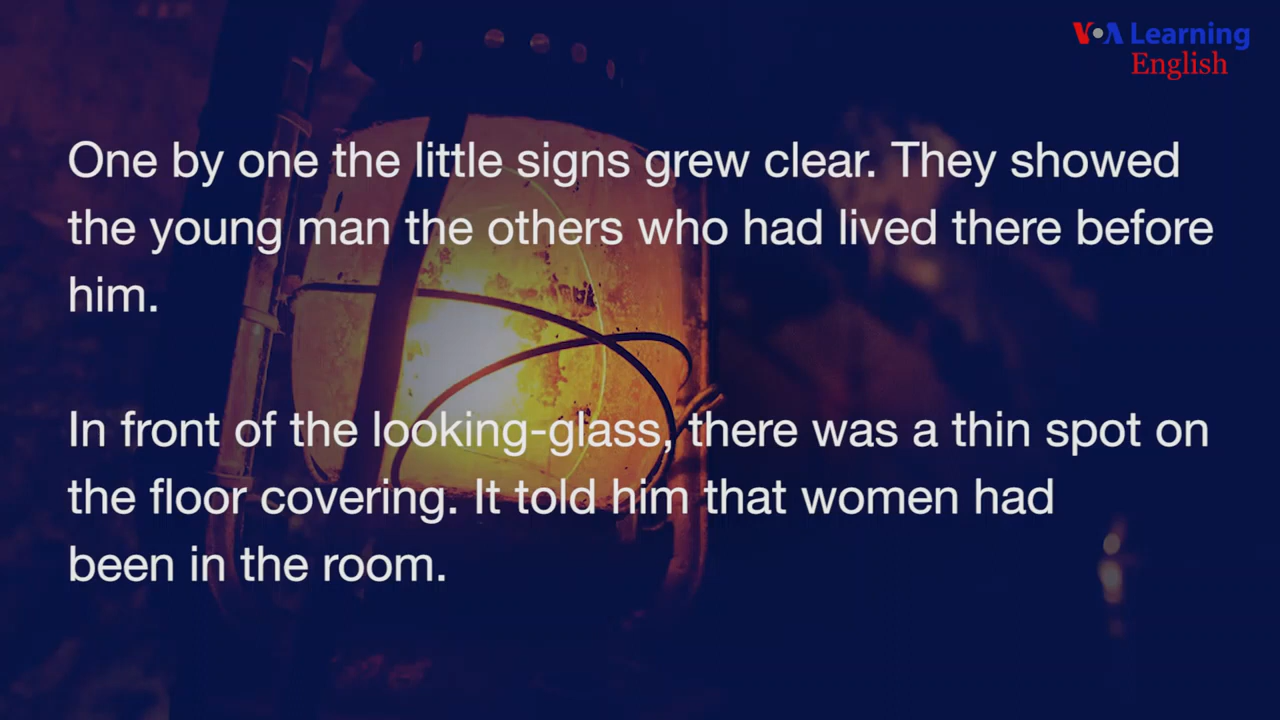 VOA Learning
English
One by one the little signs grew clear. They showed
the young man the others who had lived there before
him.
In front of the looking-glass, there was a thin spot on
the floor covering. It told him that women had
been in the room.